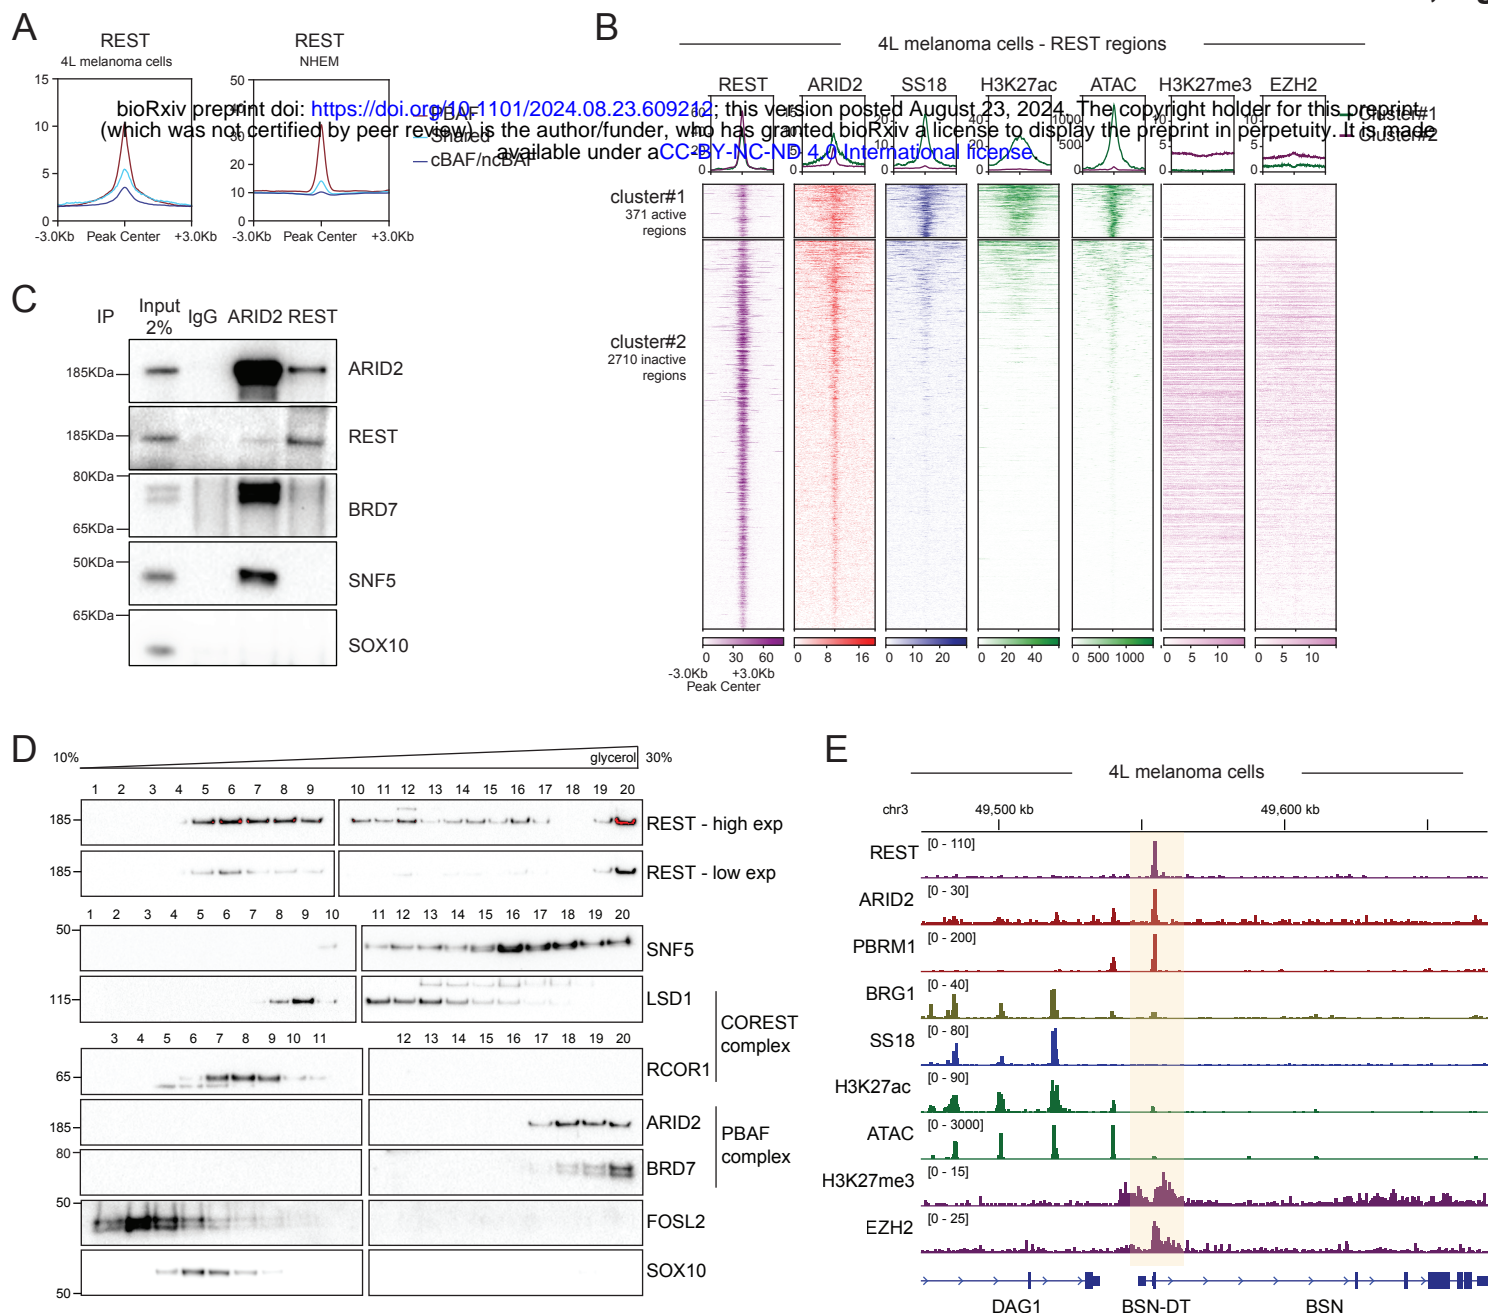 A
REST
4L melanoma cells
15
10
5
0
-3.0Kb Peak Center +3.0Kb
REST
NHEM
50
40
30
20
10
0
-3.0Kb Peak Center +3.0Kb
PBAF
Shared
cBAF/ncBAF
bioRxiv preprint doi: https://doi.org/10.1101/2024.08.23.609212; this version posted August 23, 2024. The copyright holder for this preprint
(which was not certified by peer review) is the author/funder, who has granted bioRxiv a license to display the preprint in perpetuity. It is made
available under aCC-BY-NC-ND 4.0 International license.
B
4L melanoma cells - REST regions
REST ARID2 SS18 H3K27ac ATAC H3K27me3 EZH2
Cluster#1
Cluster#2
cluster#1
371 active
regions
cluster#2
2710 inactive
regions
0 30 60
0 8 16
0 10 20
0 20 40
0 500 1000
0 5 10
0 5 10
-3.0Kb +3.0Kb
Peak Center
C
IP Input 2% IgG ARID2 REST
185KDa ARID2
185KDa REST
80KDa
65KDa BRD7
50KDa SNF5
65KDa
SOX10
D
10% glycerol 30%
1 2 3 4 5 6 7 8 9 10 11 12 13 14 15 16 17 18 19 20
185 REST - high exp
185 REST - low exp
1 2 3 4 5 6 7 8 9 10 11 12 13 14 15 16 17 18 19 20
50 SNF5
115 LSD1
COREST
complex
3 4 5 6 7 8 9 10 11 12 13 14 15 16 17 18 19 20
65 RCOR1
185 ARID2
PBAF
complex
80 BRD7
50 FOSL2
SOX10
50
E
4L melanoma cells
chr3 49,500 kb 49,600 kb
REST [0 - 110]
ARID2 [0 - 30]
PBRM1 [0 - 200]
BRG1 [0 - 40]
SS18 [0 - 80]
H3K27ac [0 - 90]
ATAC [0 - 3000]
H3K27me3 [0 - 15]
EZH2 [0 - 25]
DAG1 BSN-DT BSN